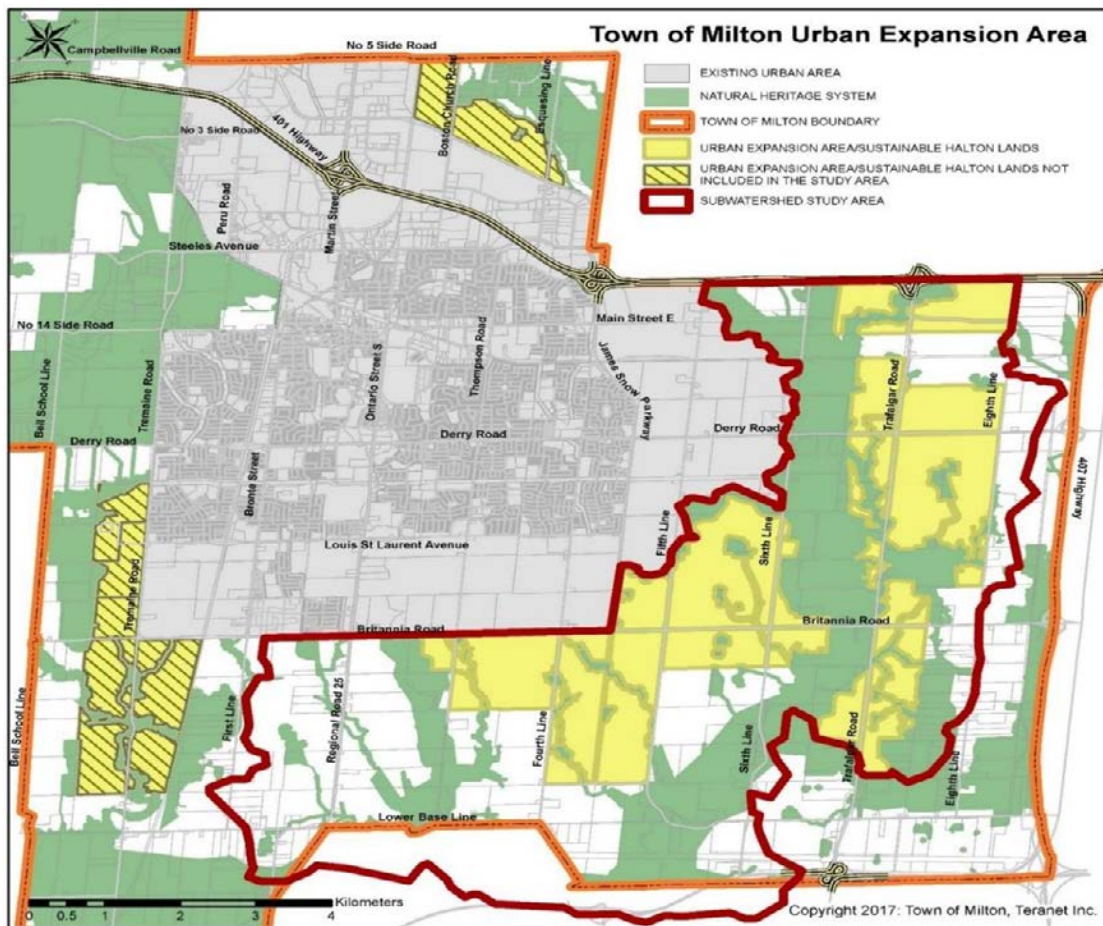 Town of Milton Urban Expansion Area
EXISTING URBAN AREA
NATURAL HERITAGE SYSTEM
TOWN OF MILTON BOUNDARY
URBAN EXPANSION AREA/SUSTAINABLE HALTON LANDS
URBAN EXPANSION AREA/SUSTAINABLE HALTON LANDS NOT
INCLUDED IN THE STUDY AREA
SUBWATERSHED STUDY AREA
Campbellville Road
No 5 Side Road
Boston Church Road
Esquesing Line
401 Highway
No 3 Side Road
Peru Road
Martin Street
Steeles Avenue
No 14 Side Road
Main Street E
Bell School Line
Tremaine Road
Ontario Street S
Thompson Road
James Snow Parkway
Trafalgar Road
Eighth Line
Derry Road
Derry Road
Derry Road
407 Highway
Bronte Street
Louis St Laurent Avenue
Fifth Line
Sixth Line
Tremaine Road
Britannia Road
Britannia Road
Bell School Line
First Line
Regional Road 25
Fourth Line
Sixth Line
Trafalgar Road
Eighth Line
Lower Base Line
Kilometers
0 0.5 1 2 3 4
Copyright 2017: Town of Milton, Teranet Inc.